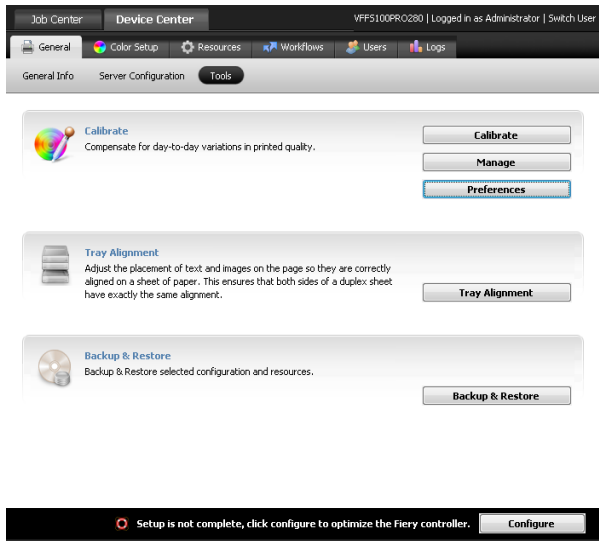 Job Center Device Center VFFS100PRO280 | Logged in as Administrator | Switch User
General Color Setup Resources Workflows Users Logs
General Info Server Configuration Tools
Calibrate
Compensate for day-to-day variations in printed quality.
Calibrate
Manage
Preferences
Tray Alignment
Adjust the placement of text and images on the page so they are correctly
aligned on a sheet of paper. This ensures that both sides of a duplex sheet
have exactly the same alignment.
Tray Alignment
Backup & Restore
Backup & Restore selected configuration and resources.
Backup & Restore
Setup is not complete, click configure to optimize the Fiery controller. Configure